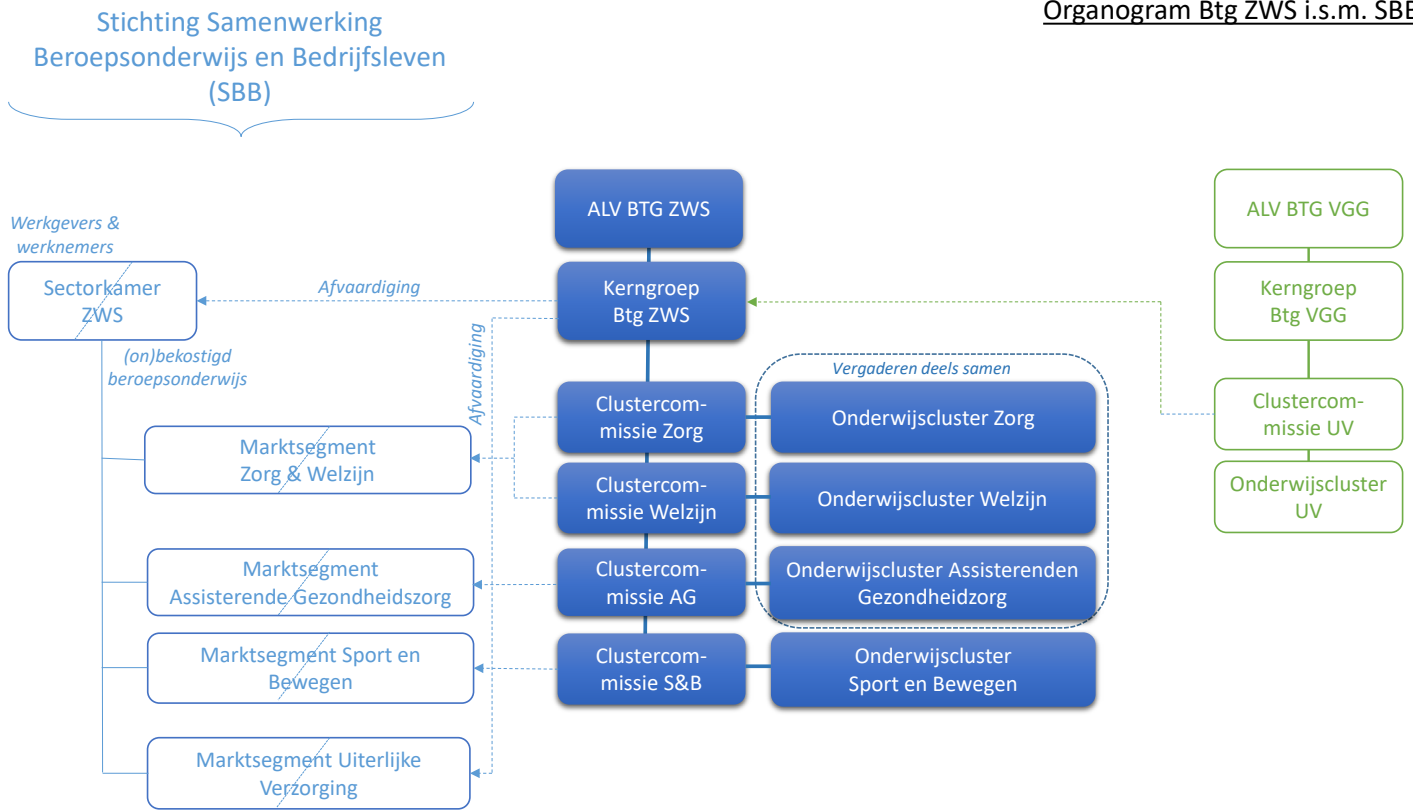 Organogram Btg ZWS i.s.m. SBB
Stichting Samenwerking
Beroepsonderwijs en Bedrijfsleven
(SBB)
ALV BTG ZWS
ALV BTG VGG
Werkgevers &
werknemers
Sectorkamer
ZWS
Afvaardiging
Kerngroep
Btg ZWS
Kerngroep
Btg VGG
(on)bekostigd
beroepsonderwijs
Afvaardiging
Vergaderen deels samen
Clustercom-
missie Zorg
Onderwijscluster Zorg
Clustercom-
missie UV
Marktsegment
Zorg & Welzijn
Clustercom-
missie Welzijn
Onderwijscluster Welzijn
Onderwijscluster
UV
Marktsegment
Assisterende Gezondheidszorg
Clustercom-
missie AG
Onderwijscluster Assisterenden
Gezondheidzorg
Marktsegment Sport en
Bewegen
Clustercom-
missie S&B
Onderwijscluster
Sport en Bewegen
Marktsegment Uiterlijke
Verzorging